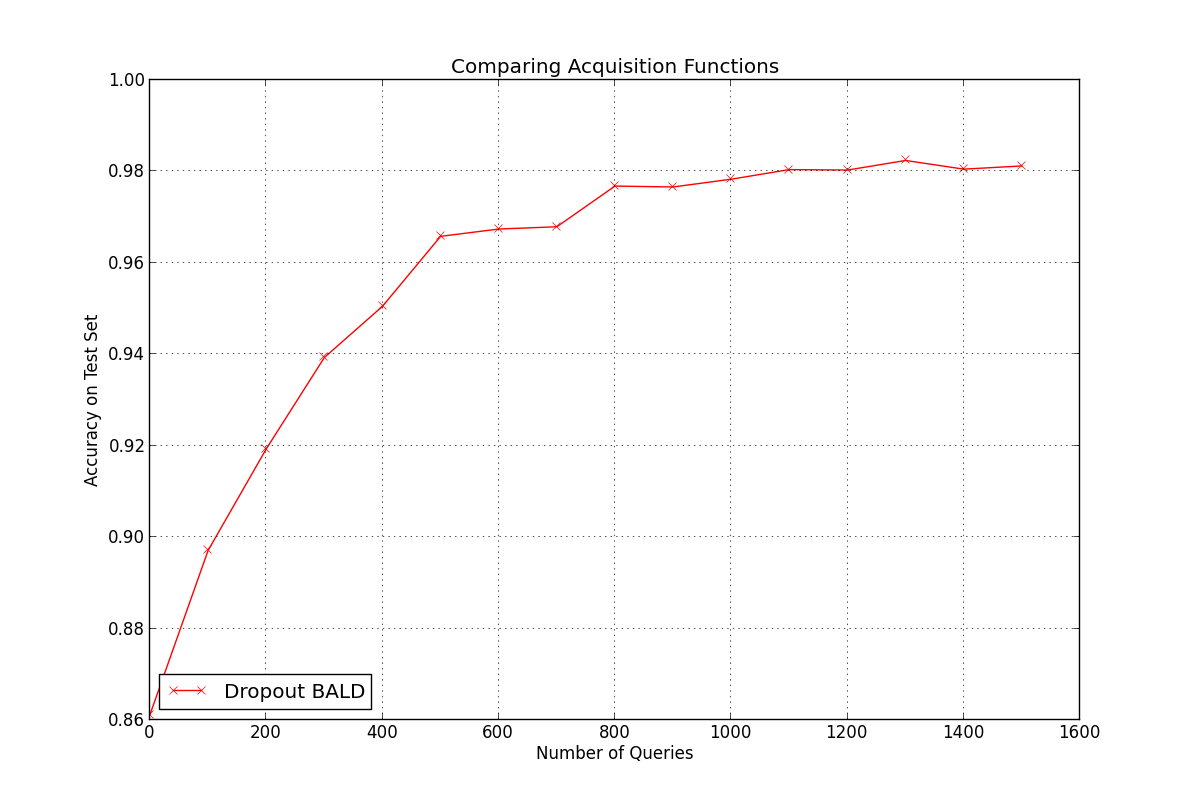 Comparing Acquisition Functions
1.00
0.98
0.96
0.94
0.92
0.90
0.88
0.86
Accuracy on Test Set
Dropout BALD
0 200 400 600 800 1000 1200 1400 1600
Number of Queries